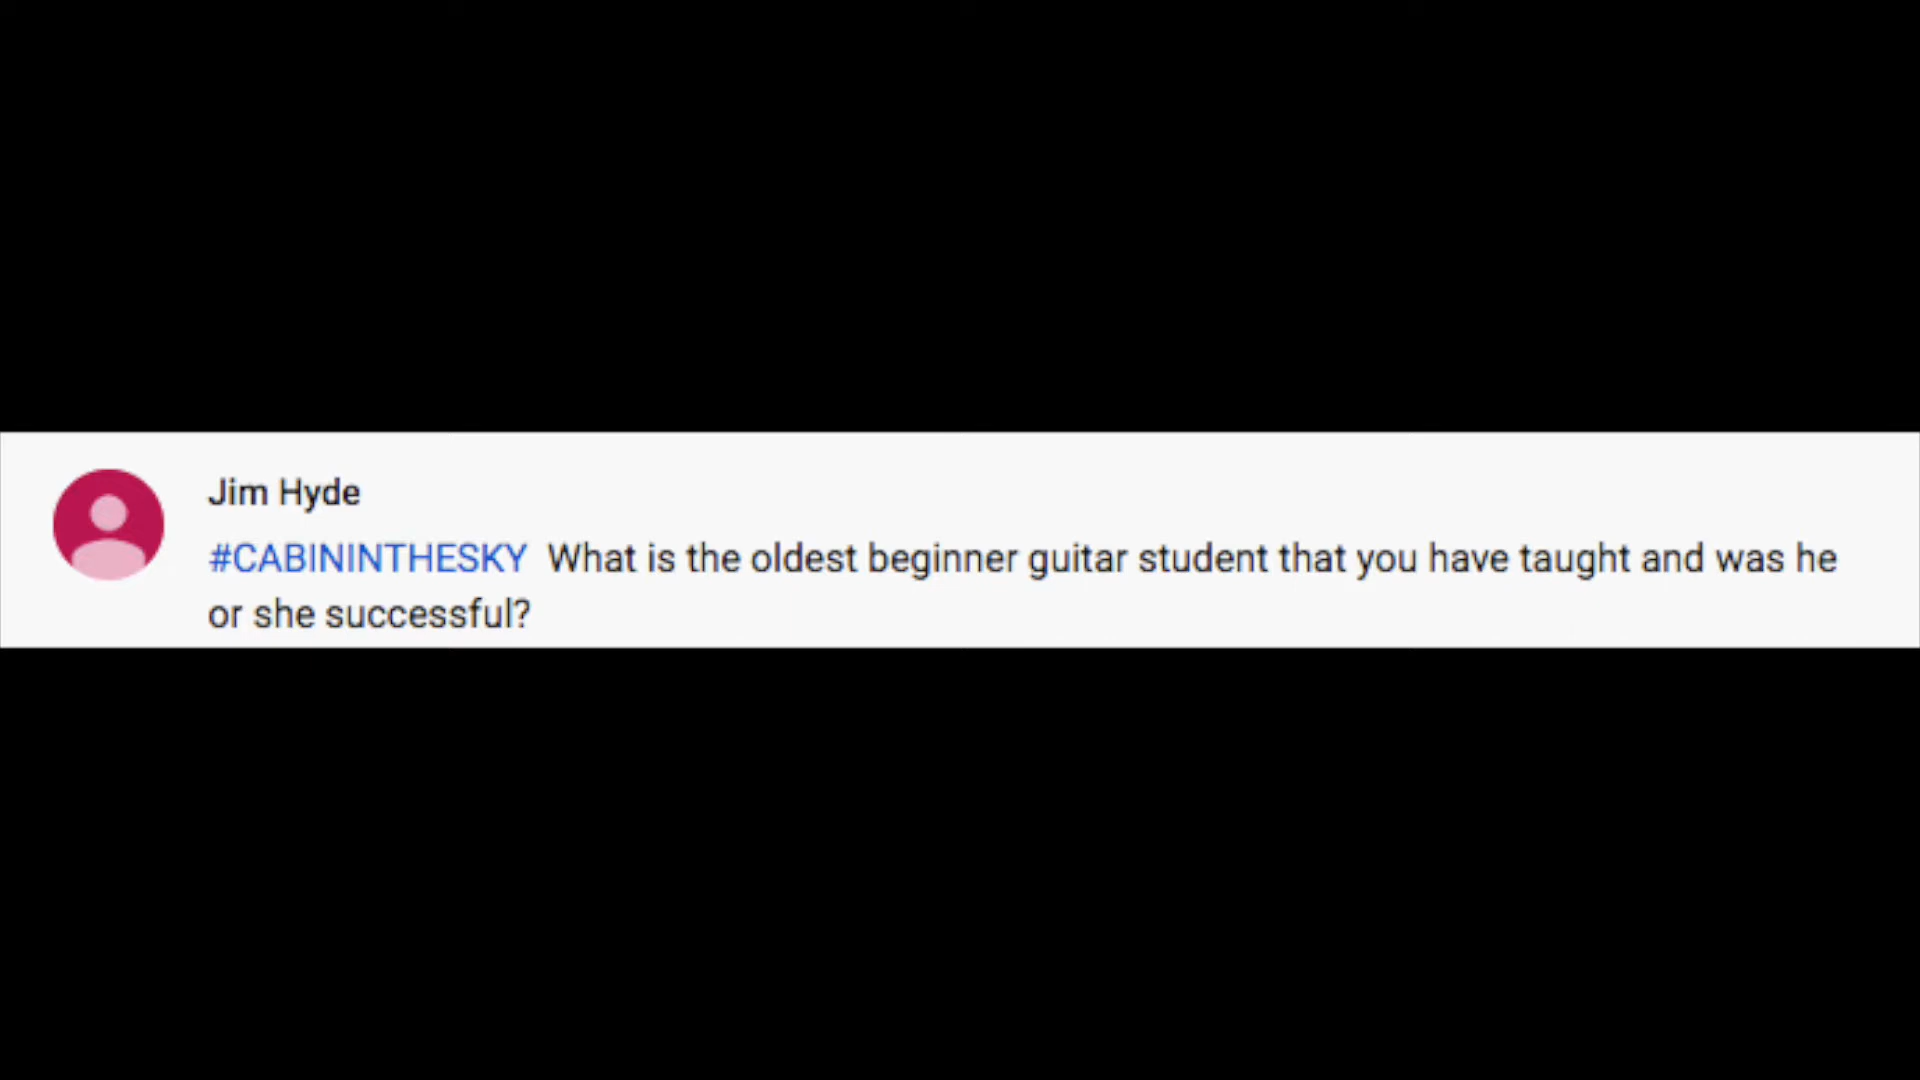 Jim Hyde
#CABININTHESKY What is the oldest beginner guitar student that you have taught and was he
or she successful?